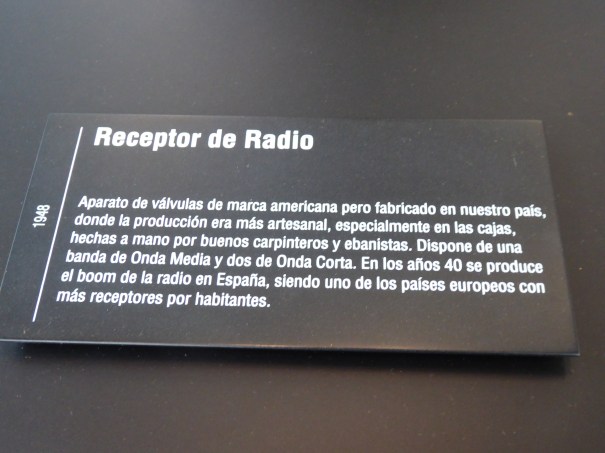 Receptor de Radio
1948
Aparato de válvulas de marca americana pero fabricado en nuestro país,
donde la producción era más artesanal, especialmente en las cajas,
hechas a mano por buenos carpinteros y ebanistas. Dispone de una
banda de Onda Media y dos de Onda Corta. En los años 40 se produce
el boom de la radio en España, siendo uno de los países europeos con
más receptores por habitantes.